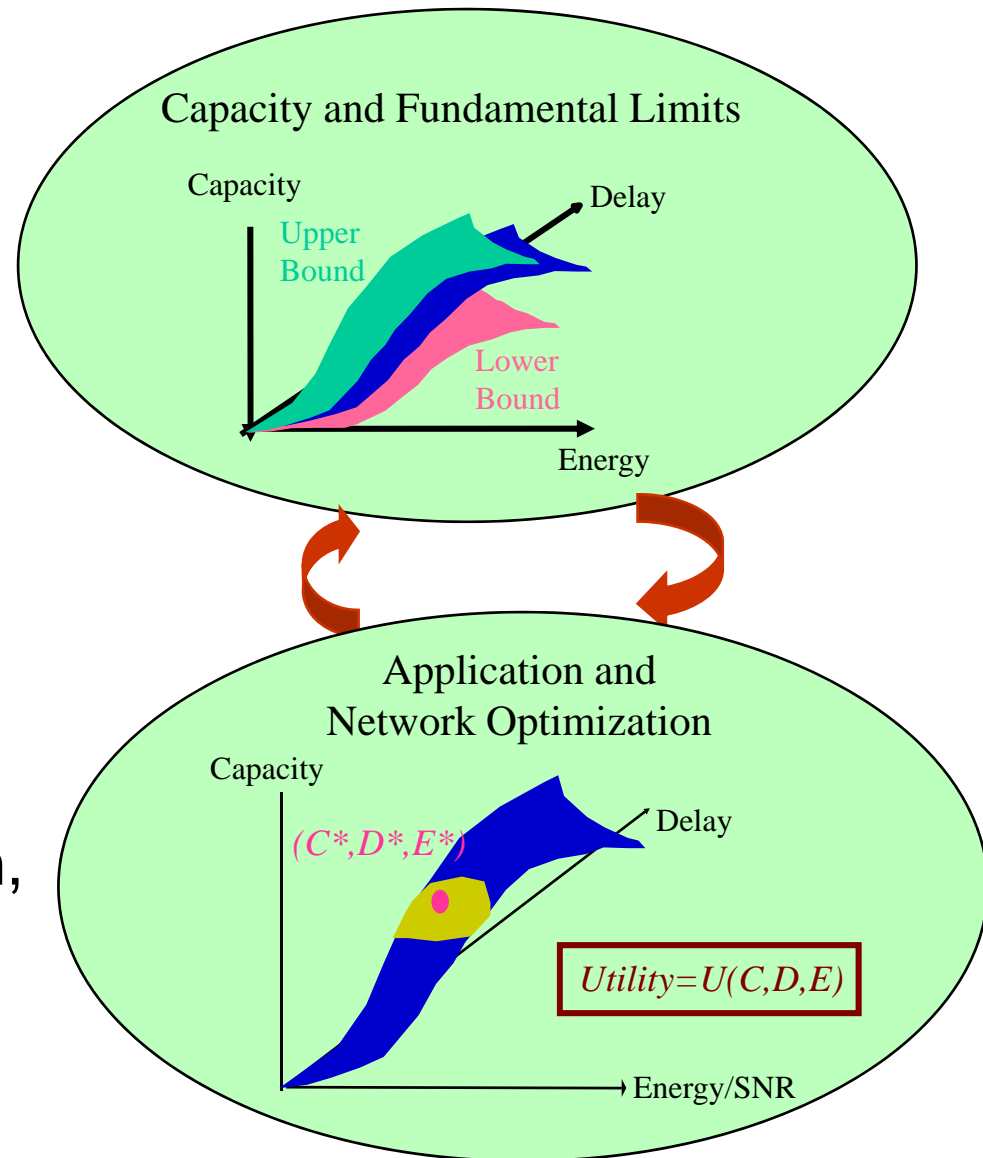 Capacity and Fundamental Limits
Capacity
Delay
Upper
Bound
Lower
Bound
Energy
Application and
Network Optimization
Capacity
Delay
(C*,D*,E*)
Utility=U(C,D,E)
Energy/SNR